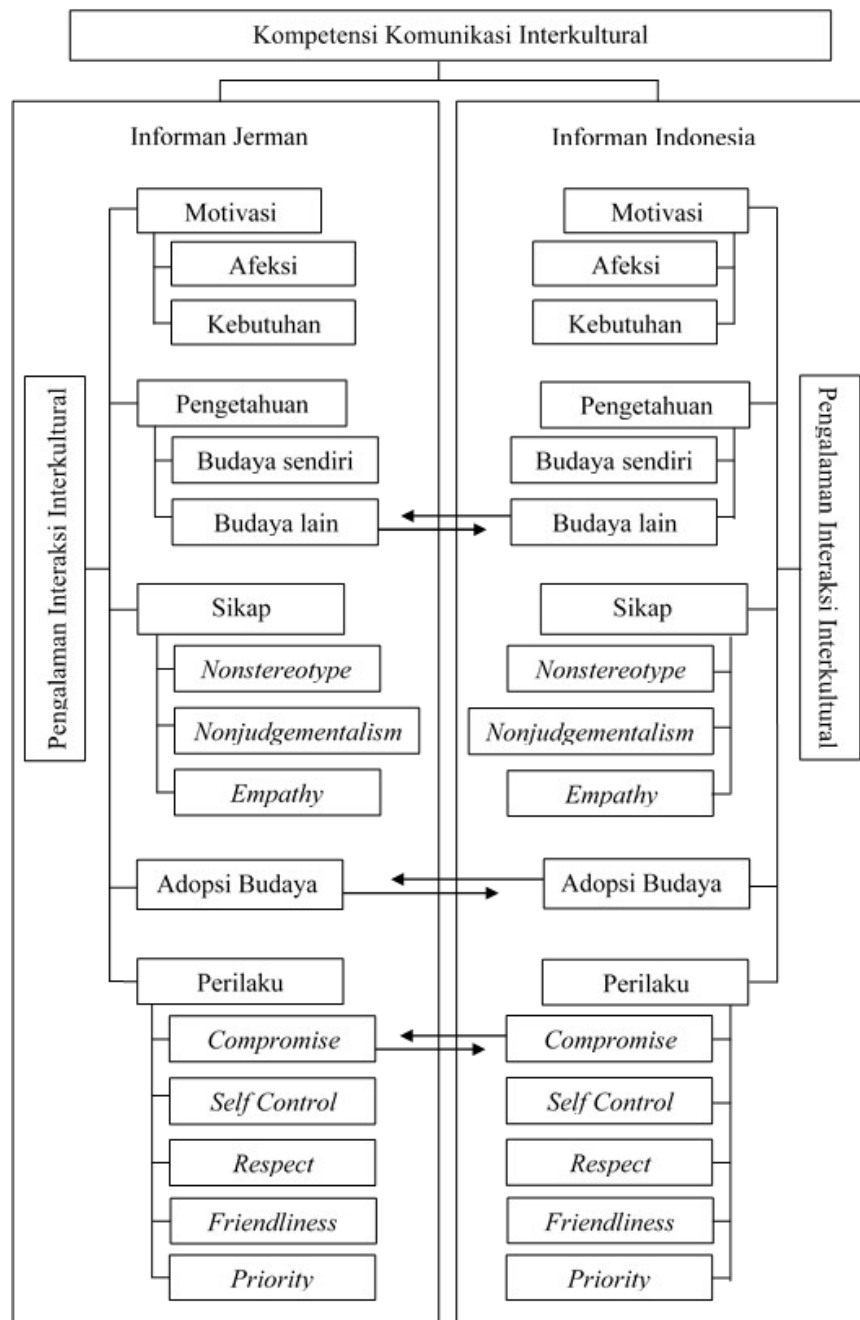 Kompetensi Komunikasi Interkultural
Informan Jerman
Motivasi
Afeksi
Kebutuhan
Pengetahuan
Budaya sendiri
Budaya lain
Sikap
Nonstereotype
Nonjudgementalism
Empathy
Adopsi Budaya
Perilaku
Compromise
Self Control
Respect
Friendliness
Priority
Pengalaman Interaksi Interkultural
Informan Indonesia
Motivasi
Afeksi
Kebutuhan
Pengetahuan
Budaya sendiri
Budaya lain
Sikap
Nonstereotype
Nonjudgementalism
Empathy
Adopsi Budaya
Perilaku
Compromise
Self Control
Respect
Friendliness
Priority
Pengalaman Interaksi Interkultural